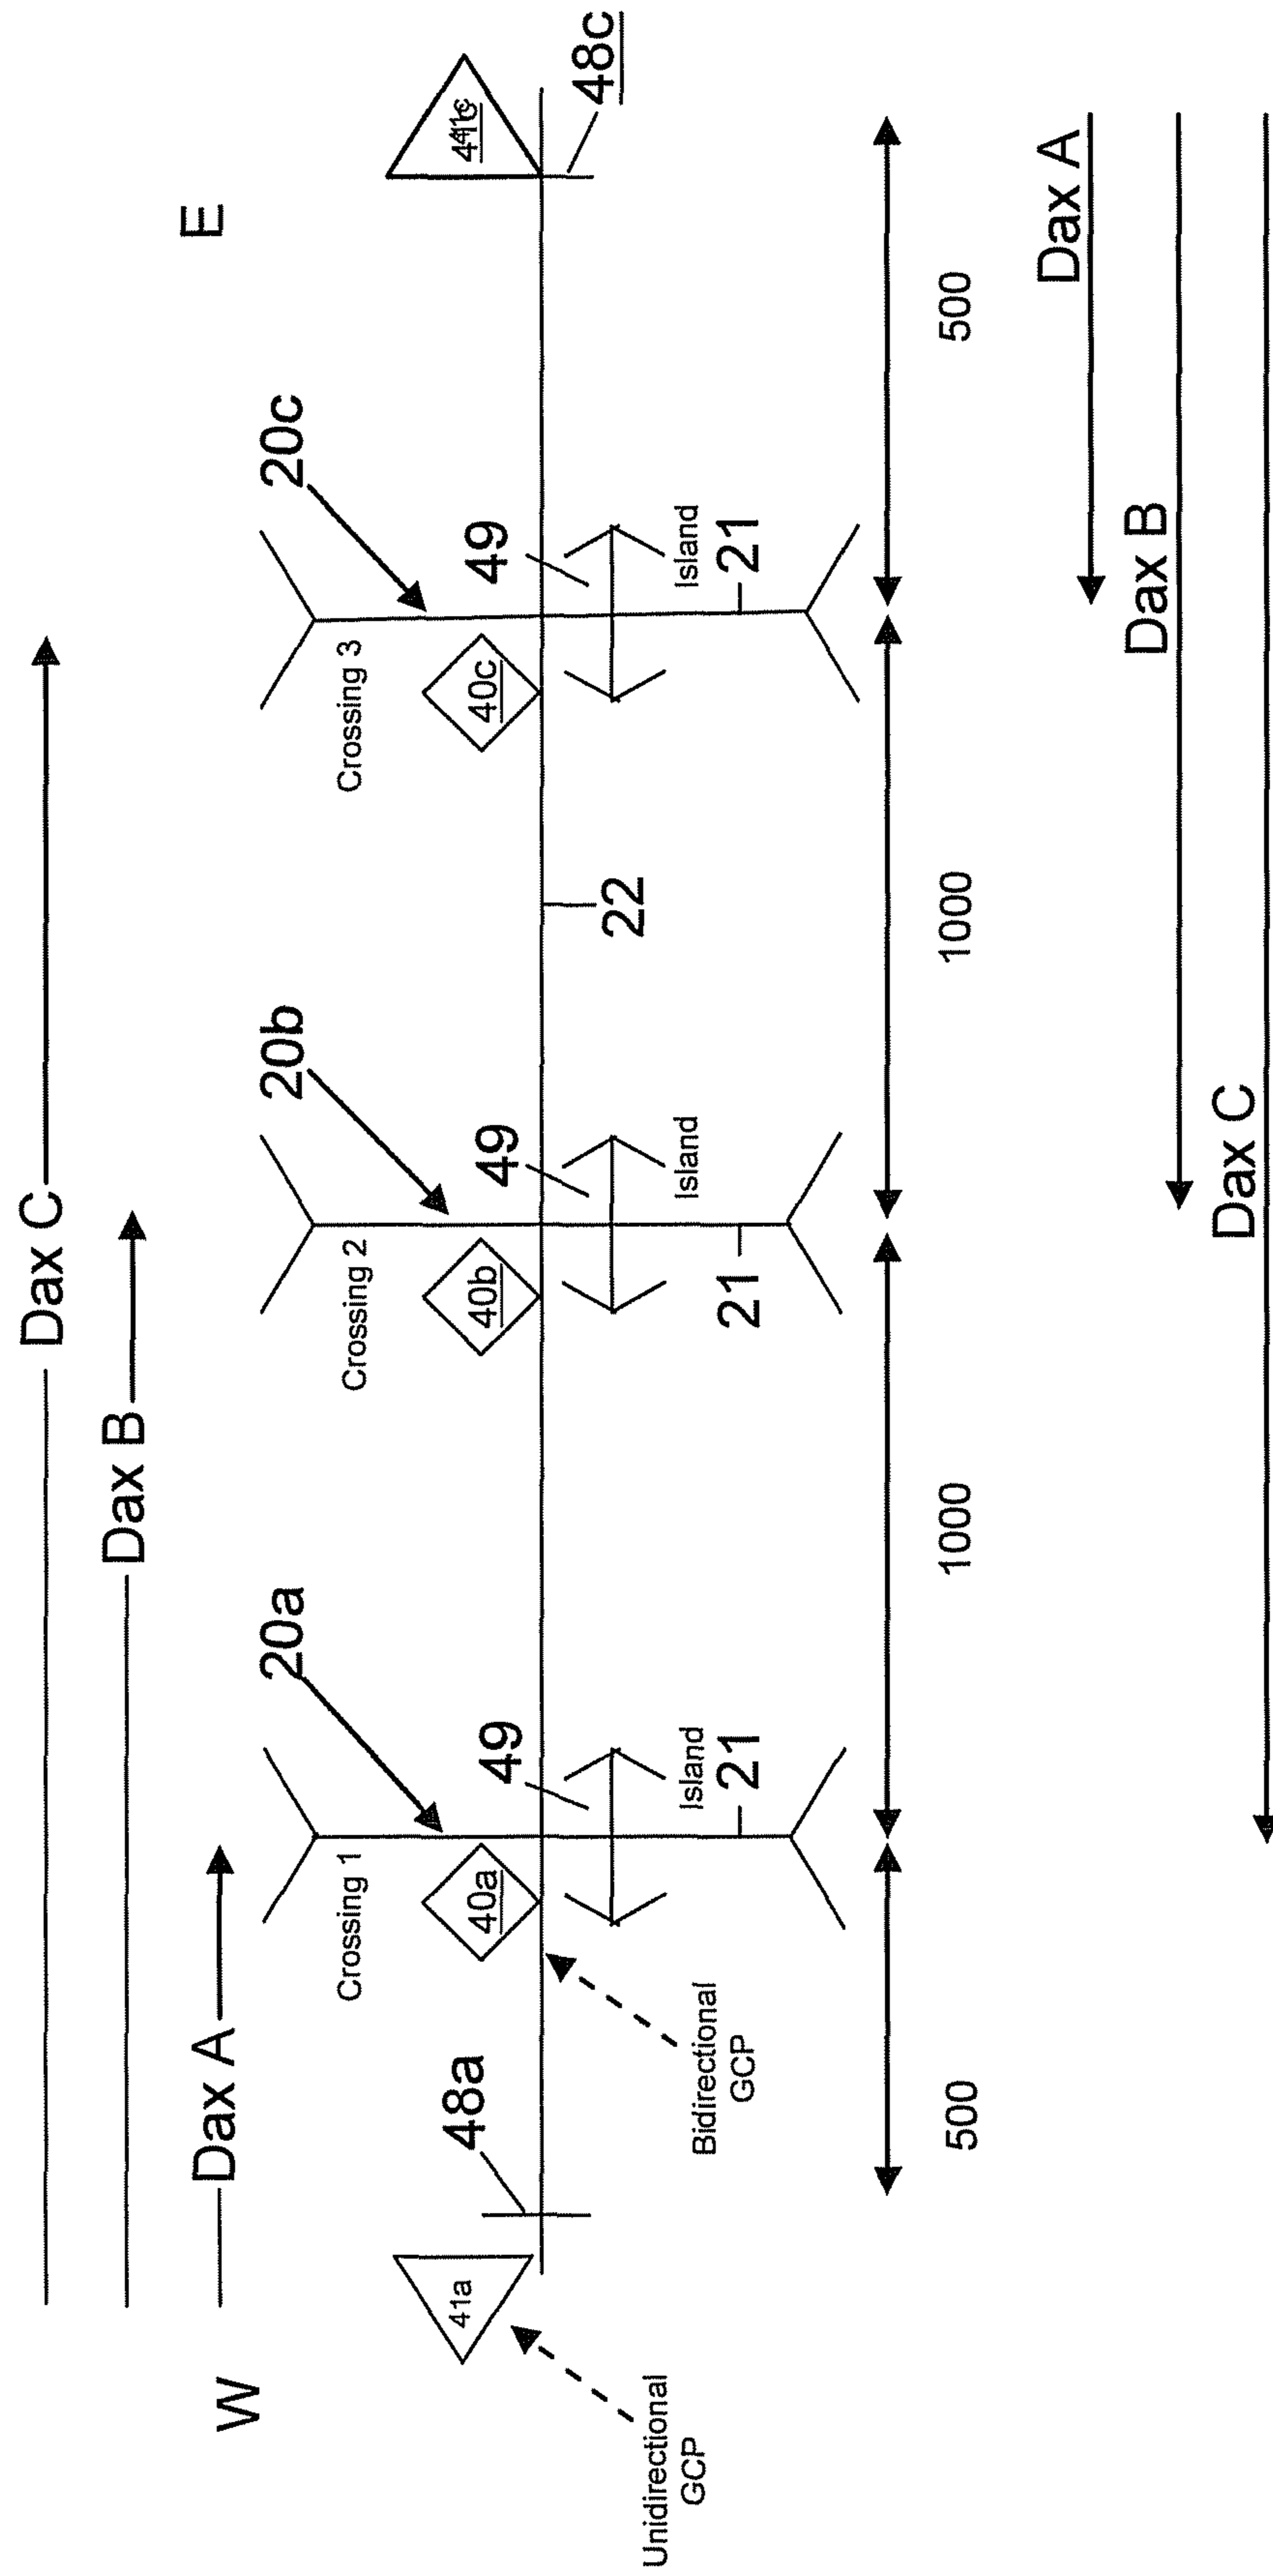 Dax C
Dax B
Dax A
W
E
20a
20b
20c
Crossing 1
Crossing 2
Crossing 3
41a
48a
40a
49
40b
49
40c
49
48c
22
Island
Island
Island
21
21
21
Unidirectional
GCP
Bidirectional
GCP
500
1000
1000
500
Dax A
Dax B
Dax C